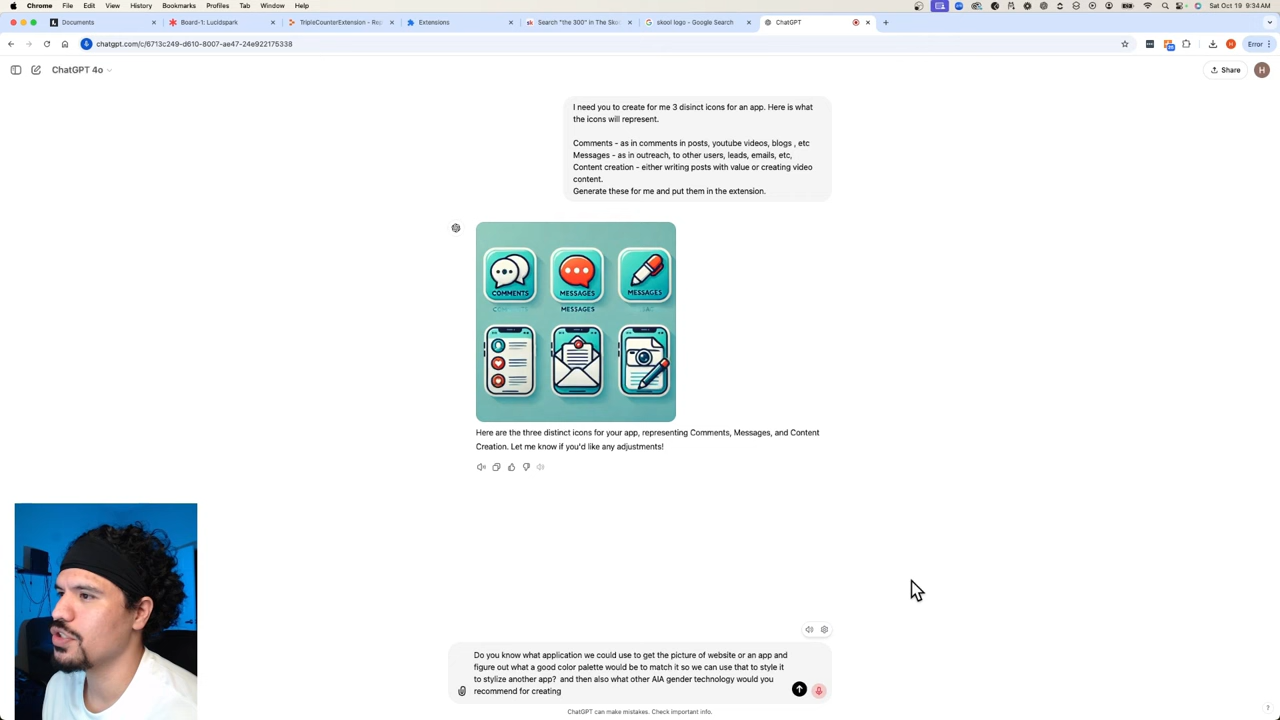 Chrome File Edit View History Bookmarks Profiles Tab Window Help
Sat Oct 19 9:34 AM
Documents
Board-1: Lucidspark
TripleCounterExtension - Rep
Extensions
Search "the 300" in The Skoo
skool logo - Google Search
ChatGPT
chatgpt.com/c/6713c249-d610-8007-ae47-24e922175338
Error
ChatGPT 4o
Share
H
I need you to create for me 3 disinct icons for an app. Here is what
the icons will represent.
Comments - as in comments in posts, youtube videos, blogs , etc
Messages - as in outreach, to other users, leads, emails, etc,
Content creation - either writing posts with value or creating video
content.
Generate these for me and put them in the extension.
COMMENTS
MESSAGES
MESSAGES
MESSAGES
Here are the three distinct icons for your app, representing Comments, Messages, and Content
Creation. Let me know if you'd like any adjustments!
Do you know what application we could use to get the picture of website or an app and
figure out what a good color palette would be to match it so we can use that to style it
to stylize another app? and then also what other AIA gender technology would you
recommend for creating
ChatGPT can make mistakes. Check important info.
?